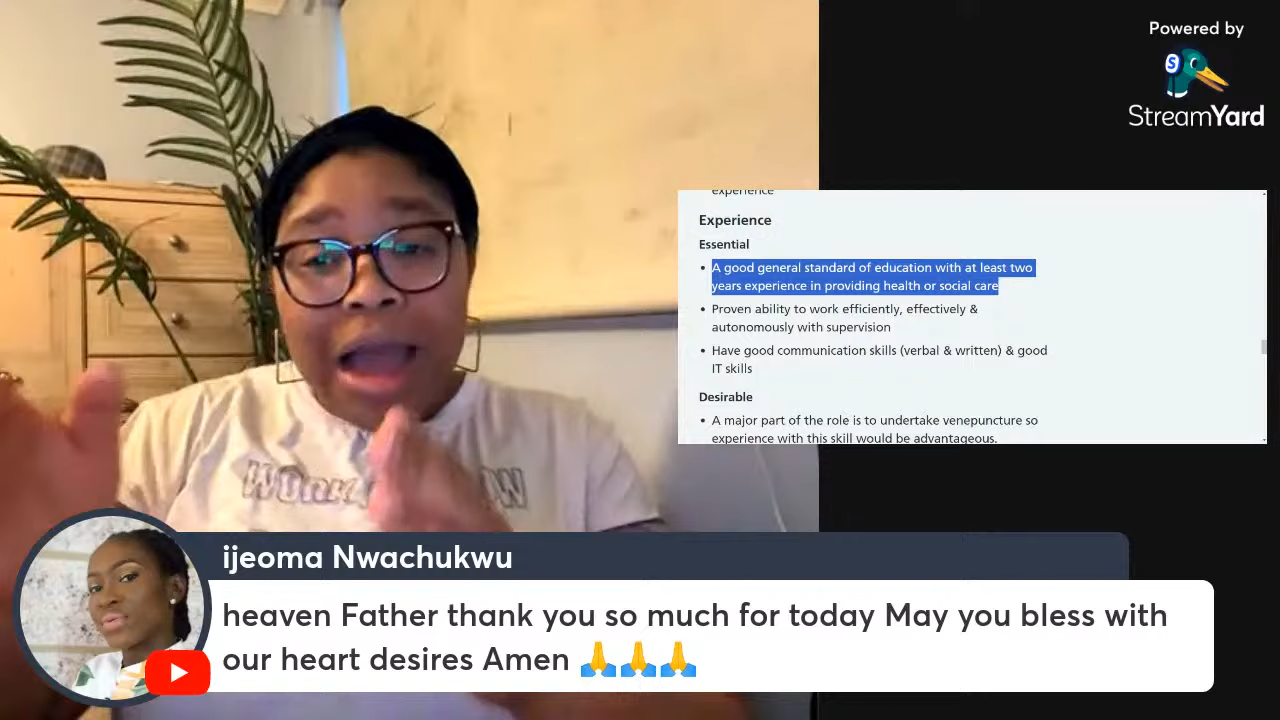 Powered by
StreamYard
experience
Experience
Essential
• A good general standard of education with at least two
years experience in providing health or social care
• Proven ability to work efficiently, effectively &
autonomously with supervision
• Have good communication skills (verbal & written) & good
IT skills
Desirable
• A major part of the role is to undertake venepuncture so
experience with this skill would be advantageous.
ijeoma Nwachukwu
heaven Father thank you so much for today May you bless with
our heart desires Amen 🙏🙏🙏